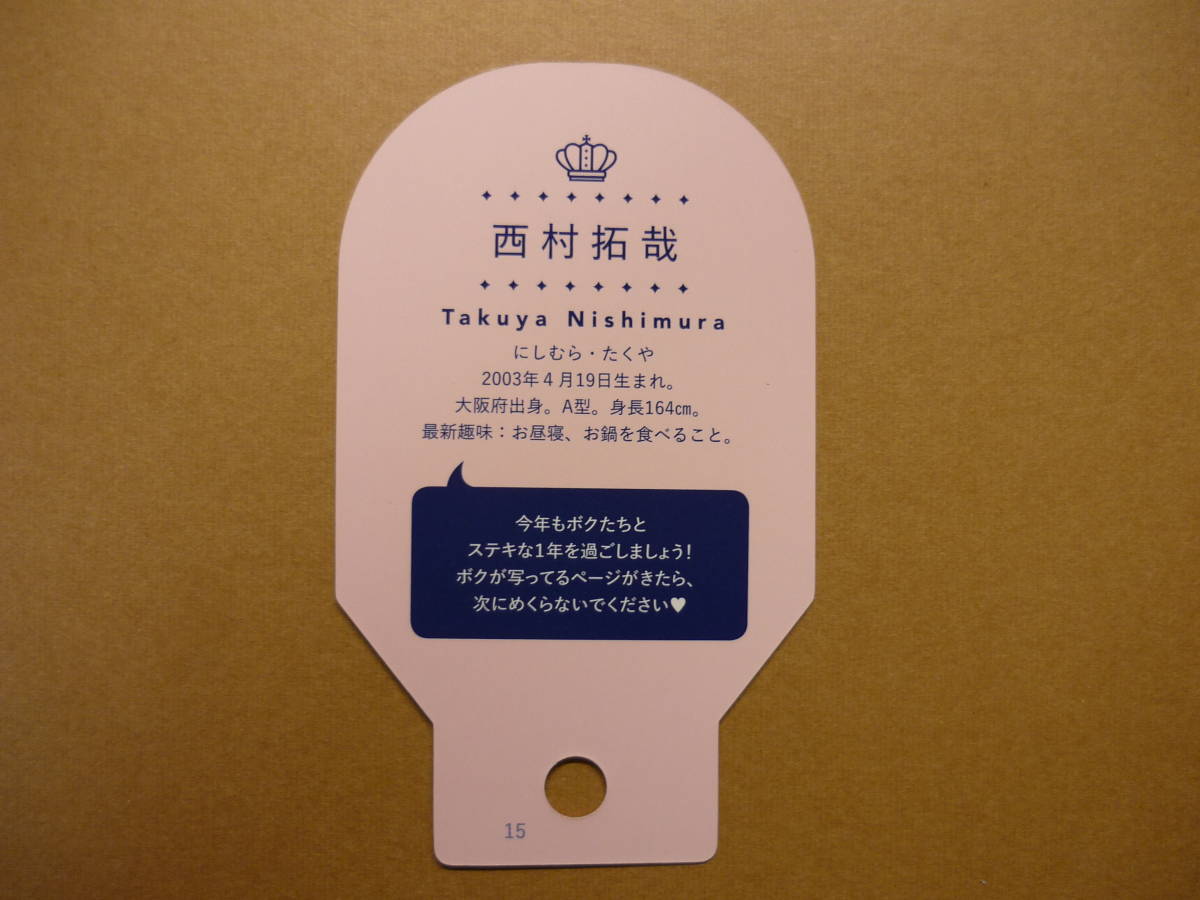 西村拓哉
Takuya Nishimura
にしむら・たくや
2003年4月19日生まれ。
大阪府出身。A型。身長164㎝。
最新趣味：お昼寝、お鍋を食べること。
今年もボクたちと
ステキな1年を過ごしましょう！
ボクが写ってるページがきたら、
次にめくらないでください♥
15